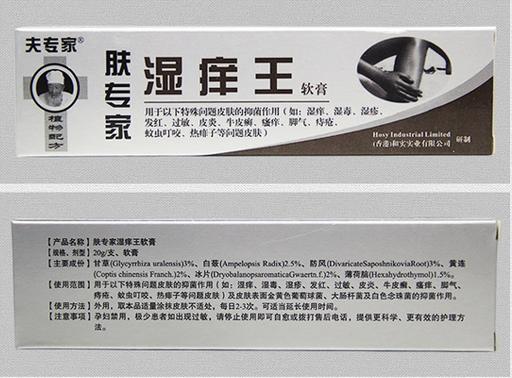 夫专家®
植物配方
肤专家
湿痒王 软膏
用于以下特殊问题皮肤的抑菌作用（如：湿痒、湿毒、湿疹、
发红、过敏、皮炎、牛皮癣、瘙痒、脚气、痔疮、
蚊虫叮咬、热痱子等问题皮肤）
Hosy Industrial Limited
(香港)和实实业有限公司 研制
【产品名称】肤专家湿痒王软膏
【规格、剂型】20g/支、软膏
【主要成份】甘草(Glycyrrhiza uralensis)3%、白蔹(Ampelopsis Radix)2.5%、防风(DivaricateSaposhnikoviaRoot)3%、黄连
(Coptis chinensis Franch.)2%、冰片(DryobalanopsaromaticaGwaertn.f.)2%、薄荷脑(Hexahydrothymol)1.5%。
【使用范围】用于以下特殊问题皮肤的抑菌作用（如：湿痒、湿毒、湿疹、发红、过敏、皮炎、牛皮癣、瘙痒、脚气、
痔疮、蚊虫叮咬、热痱子等问题皮肤）及皮肤表面金黄色葡萄球菌、大肠杆菌及白色念珠菌的抑菌作用。
【使用方法】外用，取本品适量涂抹皮肤不适处，每日2-3次。可适当延长使用时间。
【注意事项】孕妇禁用，极少患者如出现过敏，请停止使用即可自愈或拨打售后电话，提供更科学、更有效的护理方
法。